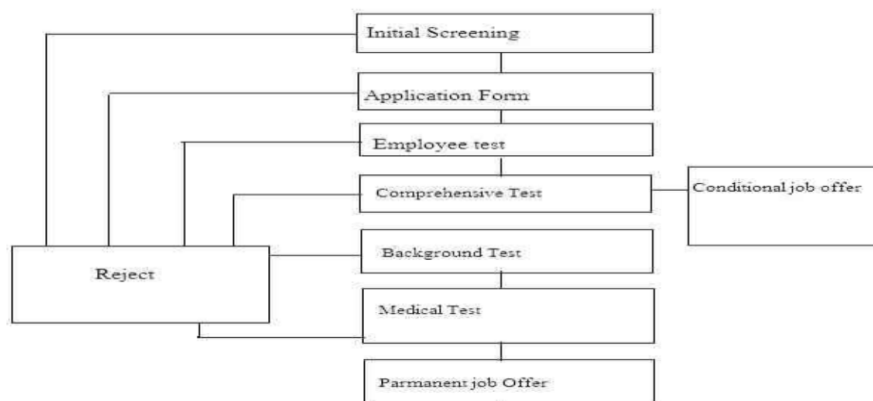 Initial Screening
Application Form
Employee test
Comprehensive Test
Conditional job offer
Background Test
Reject
Medical Test
Parmanent job Offer